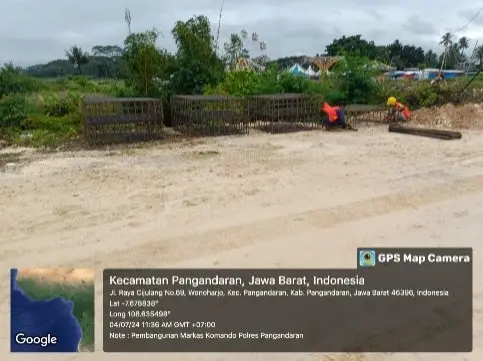 GPS Map Camera
Kecamatan Pangandaran, Jawa Barat, Indonesia
Jl. Raya Cijulang No.69, Wonoharjo, Kec. Pangandaran, Kab. Pangandaran, Jawa Barat 46396, Indonesia
Lat -7.676838°
Long 108.635498°
04/07/24 11:36 AM GMT +07:00
Note : Pembangunan Markas Komando Polres Pangandaran
Google